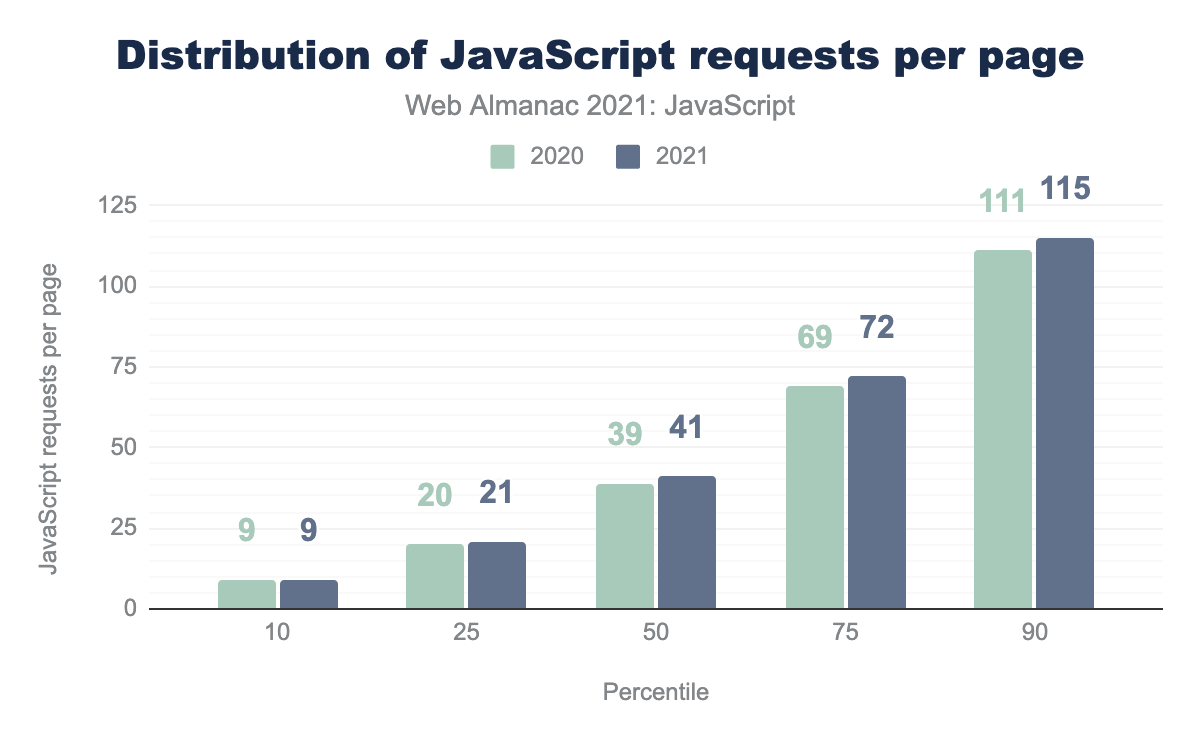 Distribution of JavaScript requests per page
Web Almanac 2021: JavaScript
2020 2021
JavaScript requests per page
125
100
75
50
25
0
9 9
20 21
39 41
69 72
111 115
10 25 50 75 90
Percentile